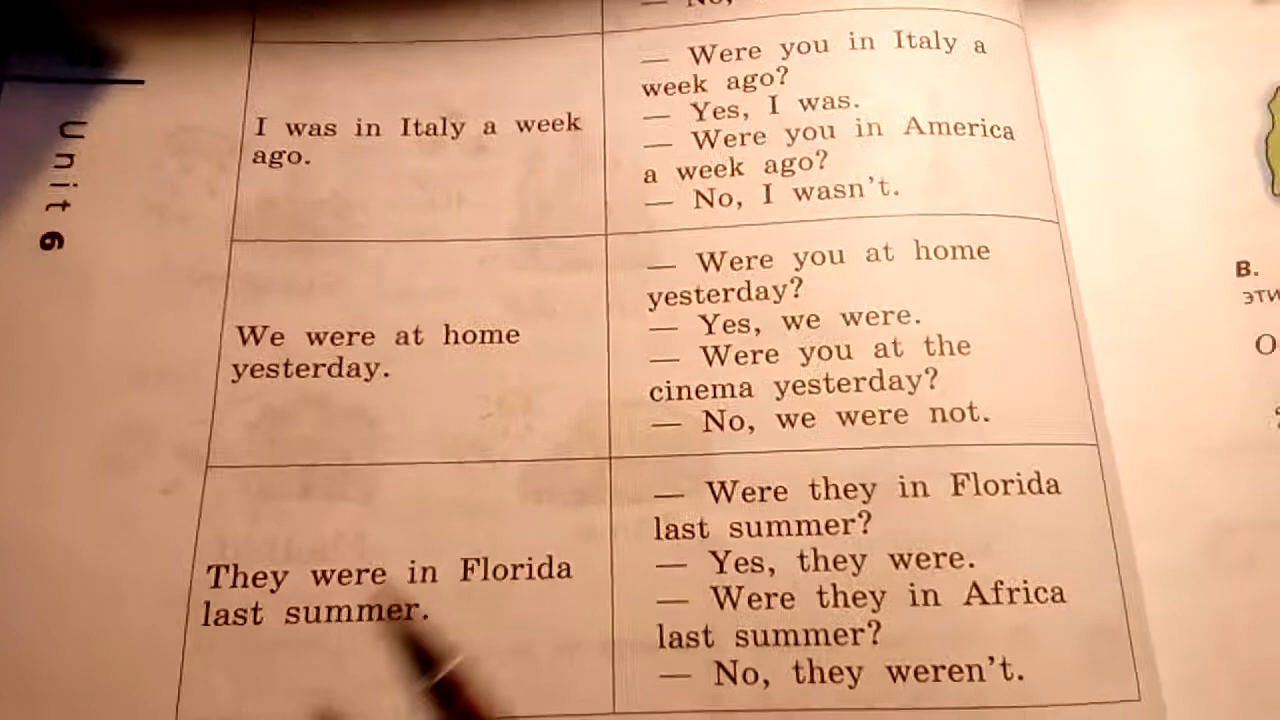 — No,
Unit 6
I was in Italy a week
ago.
— Were you in Italy a
week ago?
— Yes, I was.
— Were you in America
a week ago?
— No, I wasn't.
We were at home
yesterday.
— Were you at home
yesterday?
— Yes, we were.
— Were you at the
cinema yesterday?
— No, we were not.
They were in Florida
last summer.
— Were they in Florida
last summer?
— Yes, they were.
— Were they in Africa
last summer?
— No, they weren't.
B.